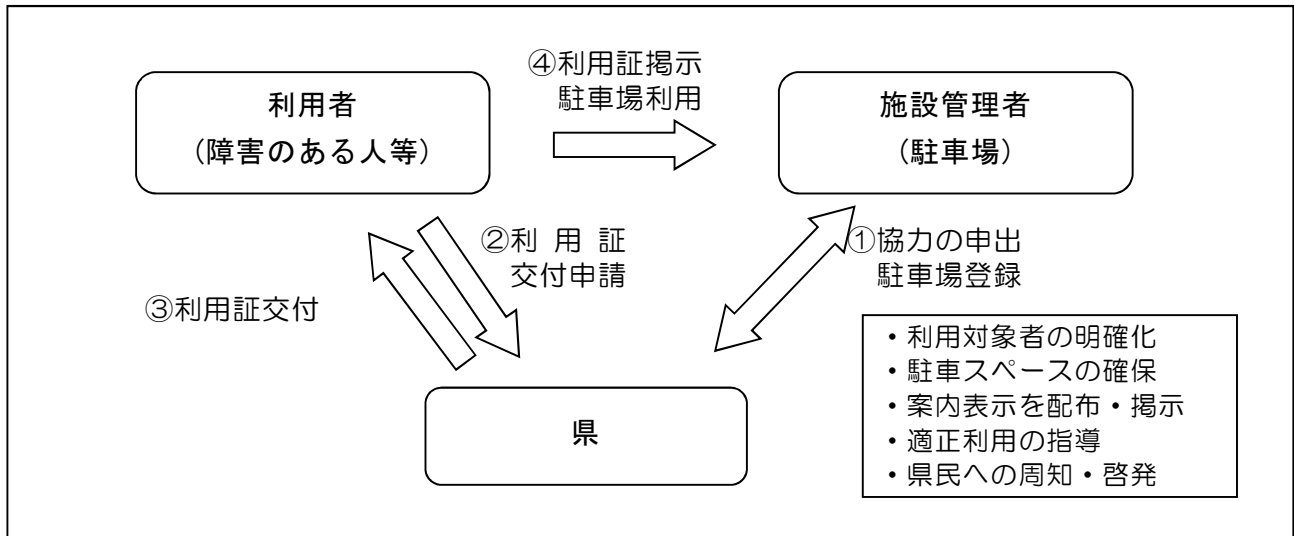 ④利用証掲示
駐車場利用
利用者
(障害のある人等)
施設管理者
(駐車場)
②利 用 証
交付申請
③利用証交付
①協力の申出
駐車場登録
県
・利用対象者の明確化
・駐車スペースの確保
・案内表示を配布・掲示
・適正利用の指導
・県民への周知・啓発